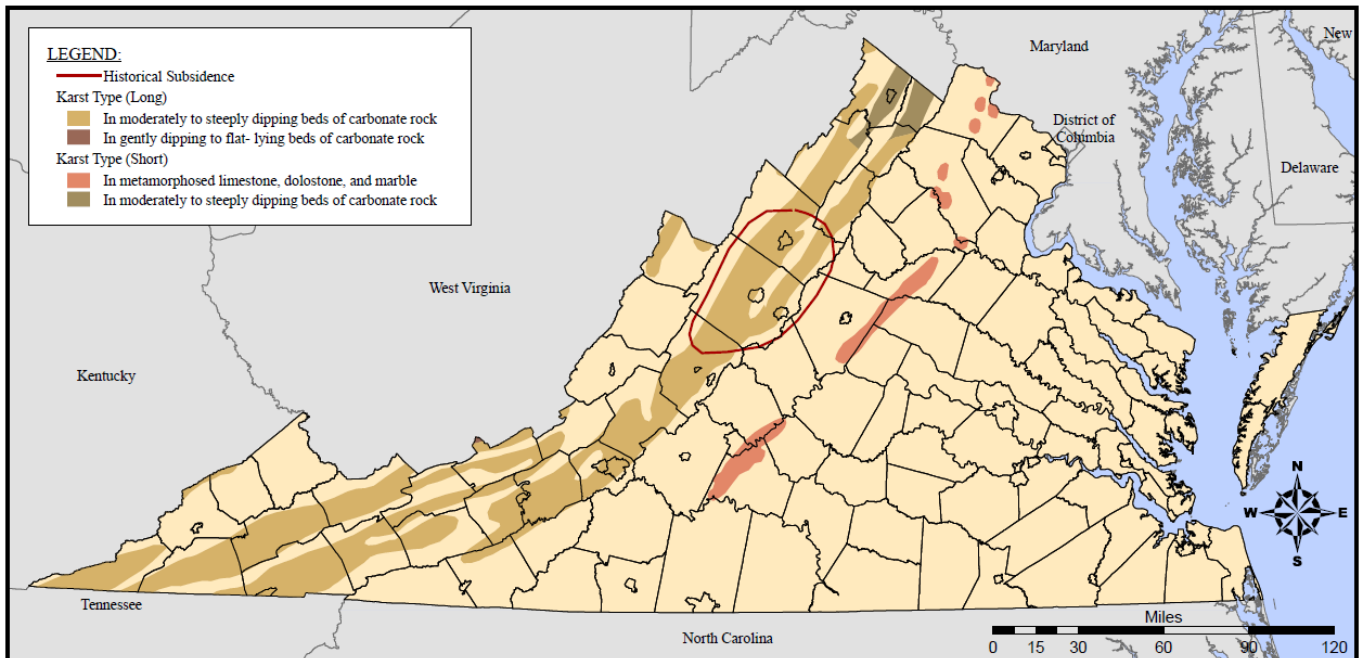 LEGEND:
Historical Subsidence
Karst Type (Long)
In moderately to steeply dipping beds of carbonate rock
In gently dipping to flat- lying beds of carbonate rock
Karst Type (Short)
In metamorphosed limestone, dolostone, and marble
In moderately to steeply dipping beds of carbonate rock
New
Maryland
District of
Columbia
Delaware
West Virginia
Kentucky
Tennessee
North Carolina
N
W
E
S
Miles
0 15 30 60 90 120